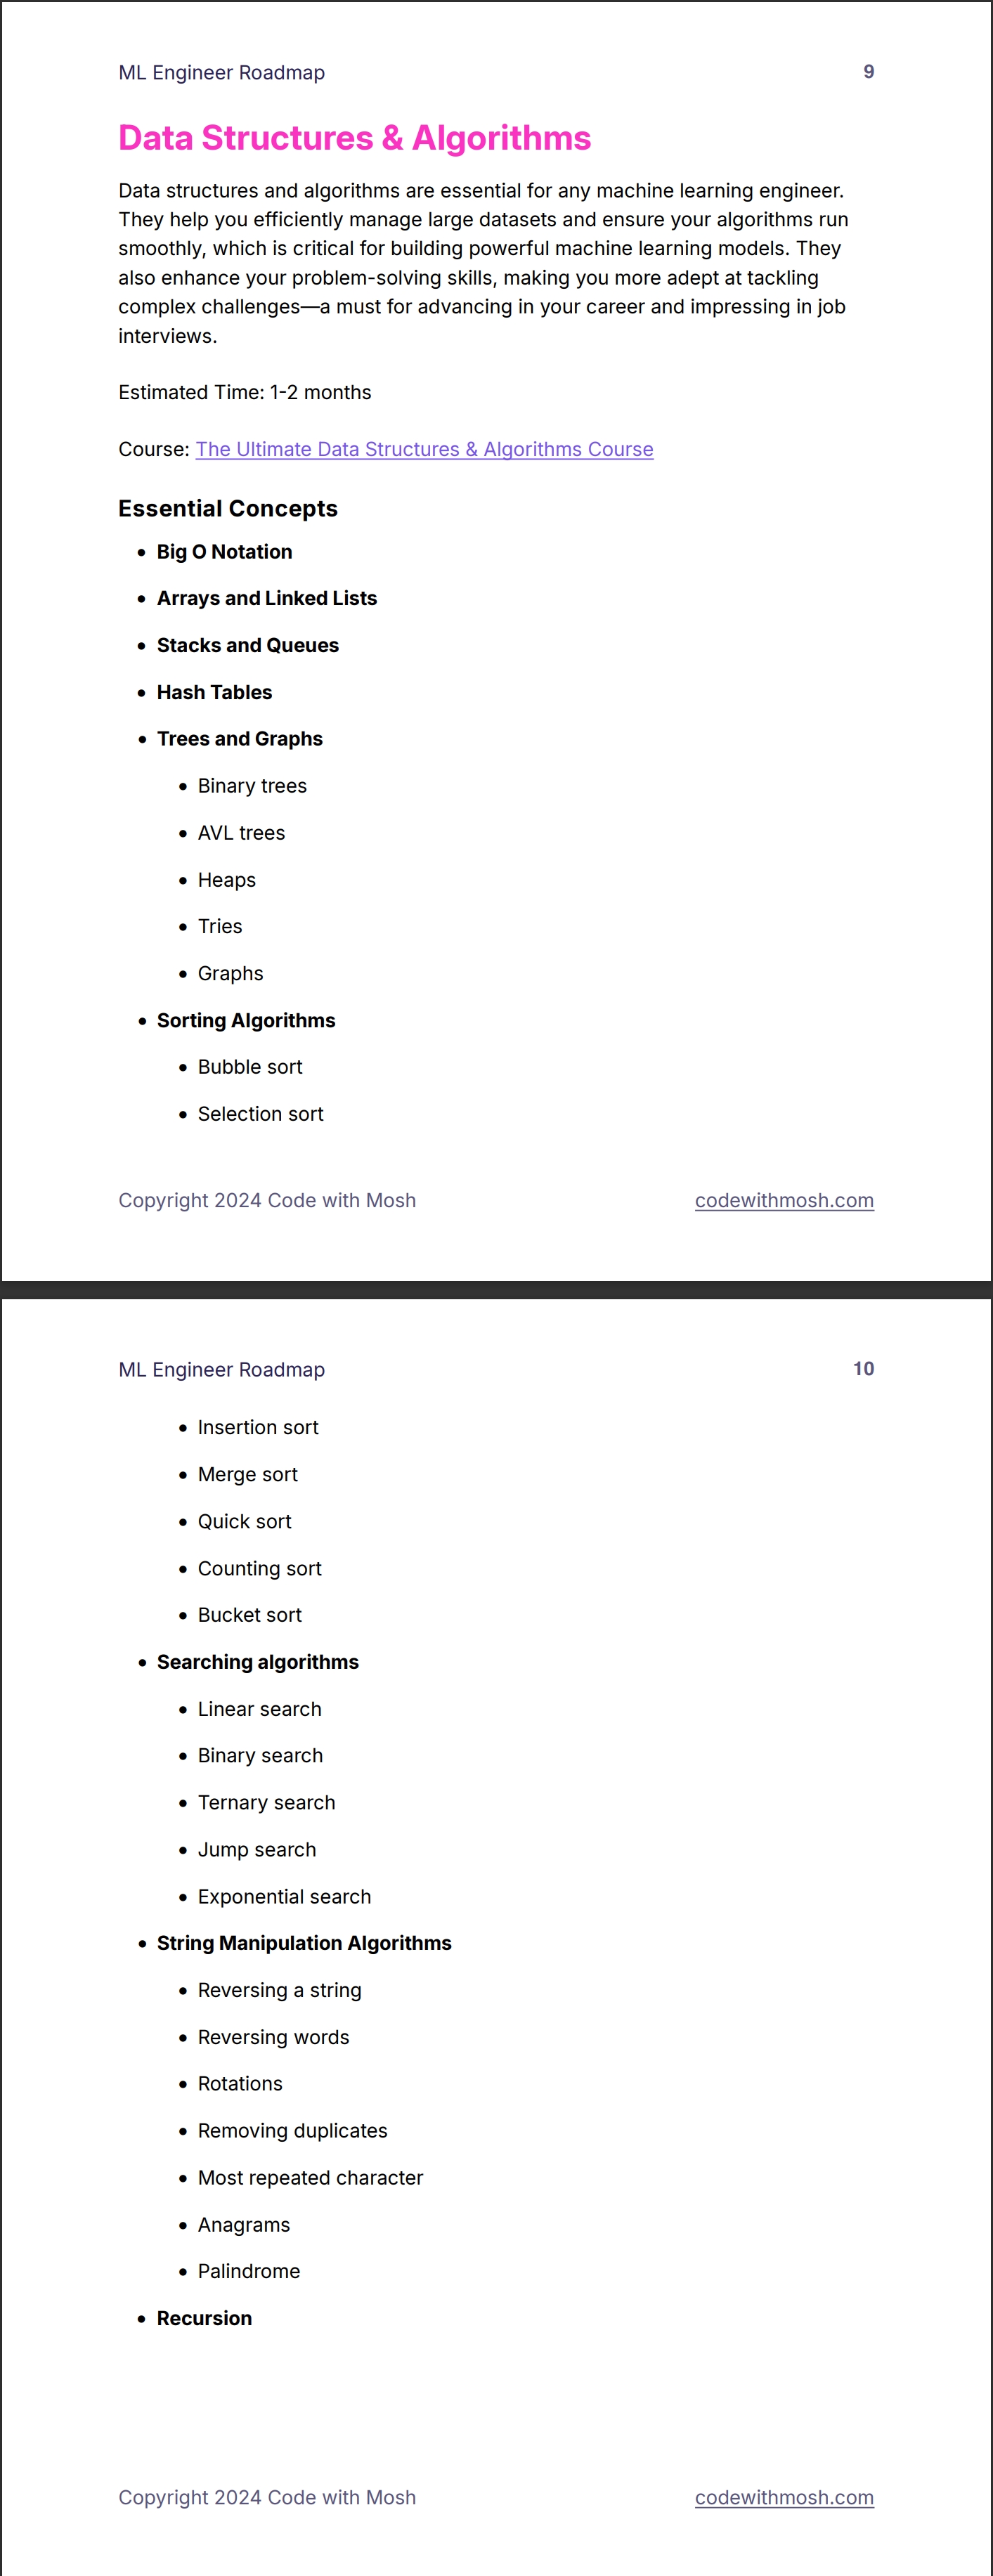 ML Engineer Roadmap 9
Data Structures & Algorithms
Data structures and algorithms are essential for any machine learning engineer.
They help you efficiently manage large datasets and ensure your algorithms run
smoothly, which is critical for building powerful machine learning models. They
also enhance your problem-solving skills, making you more adept at tackling
complex challenges—a must for advancing in your career and impressing in job
interviews.
Estimated Time: 1-2 months
Course: The Ultimate Data Structures & Algorithms Course
Essential Concepts
• Big O Notation
• Arrays and Linked Lists
• Stacks and Queues
• Hash Tables
• Trees and Graphs
• Binary trees
• AVL trees
• Heaps
• Tries
• Graphs
• Sorting Algorithms
• Bubble sort
• Selection sort
Copyright 2024 Code with Mosh codewithmosh.com
ML Engineer Roadmap 10
• Insertion sort
• Merge sort
• Quick sort
• Counting sort
• Bucket sort
• Searching algorithms
• Linear search
• Binary search
• Ternary search
• Jump search
• Exponential search
• String Manipulation Algorithms
• Reversing a string
• Reversing words
• Rotations
• Removing duplicates
• Most repeated character
• Anagrams
• Palindrome
• Recursion
Copyright 2024 Code with Mosh codewithmosh.com